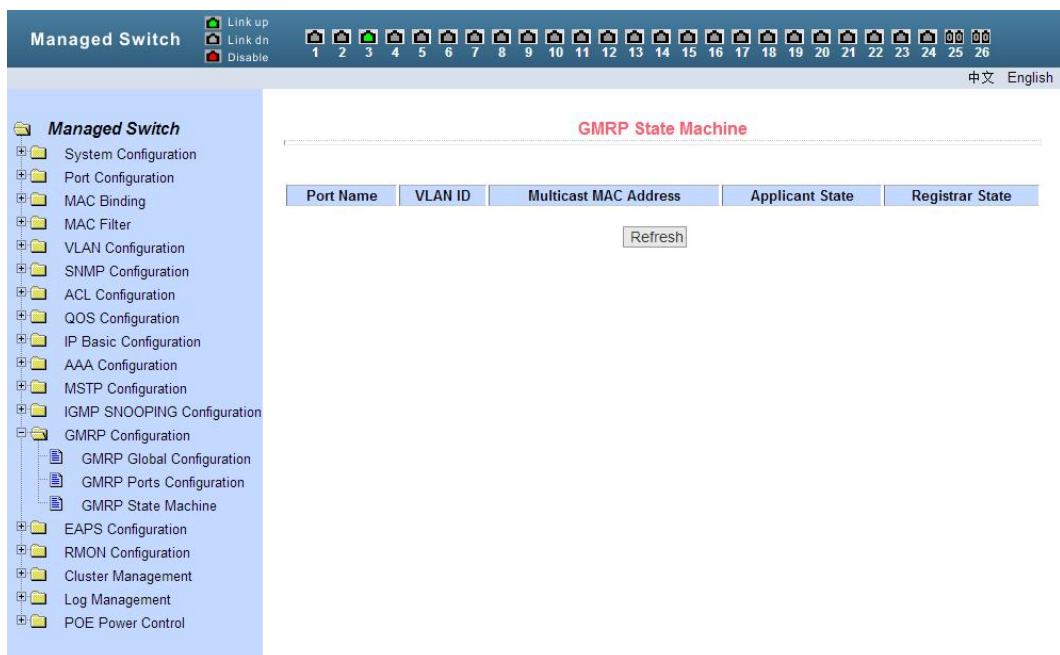 Managed Switch
Link up
Link dn
Disable
1 2 3 4 5 6 7 8 9 10 11 12 13 14 15 16 17 18 19 20 21 22 23 24 25 26
中文 English
Managed Switch
System Configuration
Port Configuration
MAC Binding
MAC Filter
VLAN Configuration
SNMP Configuration
ACL Configuration
QOS Configuration
IP Basic Configuration
AAA Configuration
MSTP Configuration
IGMP SNOOPING Configuration
GMRP Configuration
GMRP Global Configuration
GMRP Ports Configuration
GMRP State Machine
EAPS Configuration
RMON Configuration
Cluster Management
Log Management
POE Power Control
GMRP State Machine
Port Name VLAN ID Multicast MAC Address Applicant State Registrar State
Refresh